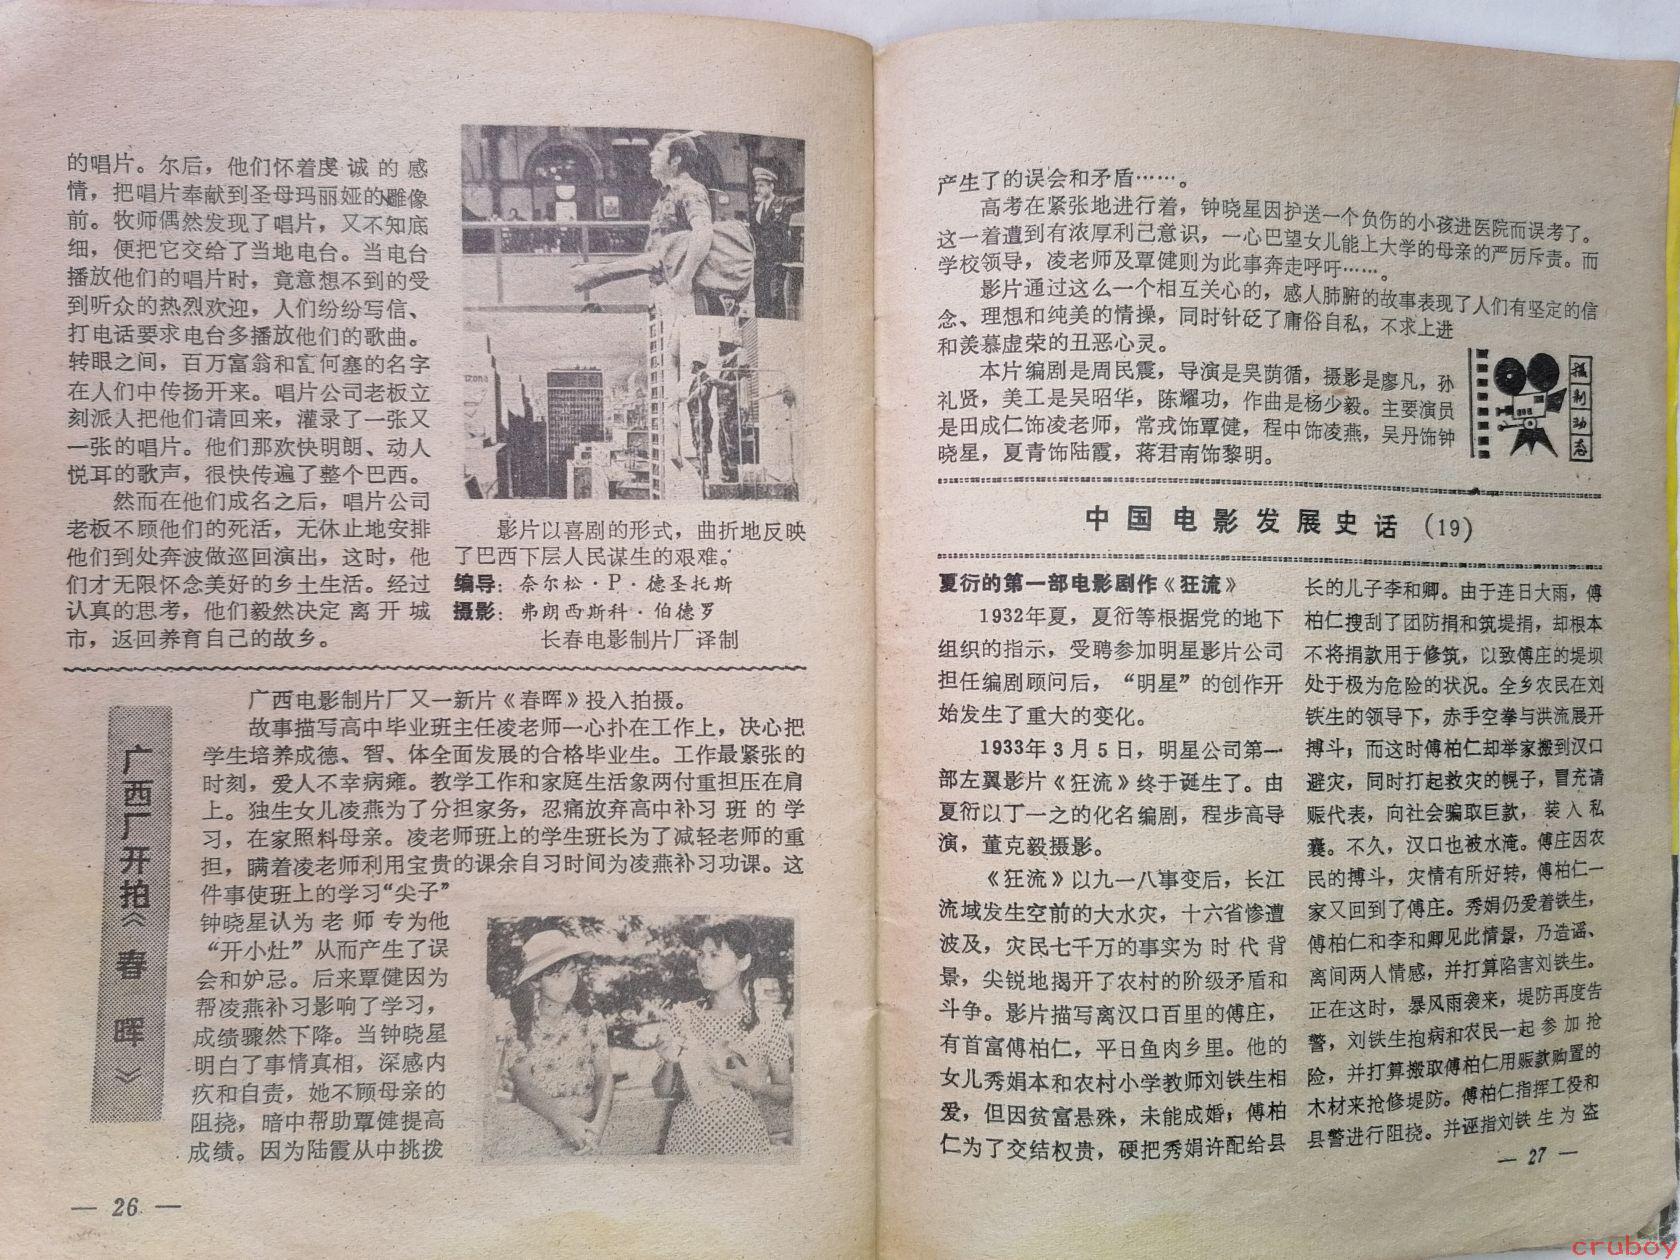 的唱片。尔后，他们怀着虔诚的感
情，把唱片奉献到圣母玛丽娅的雕像
前。牧师偶然发现了唱片，又不知底
细，便把它交给了当地电台。当电台
播放他们的唱片时，竟意想不到的受
到听众的热烈欢迎，人们纷纷写信、
打电话要求电台多播放他们的歌曲。
转眼之间，百万富翁和富何塞的名字
在人们中传扬开来。唱片公司老板立
刻派人把他们请回来，灌录了一张又
一张的唱片。他们那欢快明朗、动人
悦耳的歌声，很快传遍了整个巴西。
然而在他们成名之后，唱片公司
老板不顾他们的死活，无休止地安排
他们到处奔波做巡回演出，这时，他
们才无限怀念美好的乡土生活。经过
认真的思考，他们毅然决定离开城
市，返回养育自己的故乡。
影片以喜剧的形式，曲折地反映
了巴西下层人民谋生的艰难。
编导：奈尔松·P·德圣托斯
摄影：弗朗西斯科·伯德罗
长春电影制片厂译制
广西厂开拍《春晖》
广西电影制片厂又一新片《春晖》投入拍摄。
故事描写高中毕业班主任凌老师一心扑在工作上，决心把
学生培养成德、智、体全面发展的合格毕业生。工作最紧张的
时刻，爱人不幸病瘫。教学工作和家庭生活象两付重担压在肩
上。独生女儿凌燕为了分担家务，忍痛放弃高中补习班的学
习，在家照料母亲。凌老师班上的学生班长为了减轻老师的重
担，瞒着凌老师利用宝贵的课余自习时间为凌燕补习功课。这
件事使班上的学习“尖子”
钟晓星认为老师专为他
“开小灶”从而产生了误
会和妒忌。后来覃健因为
帮凌燕补习影响了学习，
成绩骤然下降。当钟晓星
明白了事情真相，深感内
疚和自责，她不顾母亲的
阻挠，暗中帮助覃健提高
成绩。因为陆霞从中挑拨
— 26 —
产生了的误会和矛盾……。
高考在紧张地进行着，钟晓星因护送一个负伤的小孩进医院而误考了。
这一着遭到有浓厚利己意识，一心巴望女儿能上大学的母亲的严厉斥责。而
学校领导，凌老师及覃健则为此事奔走呼吁……。
影片通过这么一个相互关心的，感人肺腑的故事表现了人们有坚定的信
念、理想和纯美的情操，同时针砭了庸俗自私，不求上进
和羡慕虚荣的丑恶心灵。
本片编剧是周民震，导演是吴荫循，摄影是廖凡，孙
礼贤，美工是吴昭华，陈耀功，作曲是杨少毅。主要演员
是田成仁饰凌老师，常戎饰覃健，程中饰凌燕，吴丹饰钟
晓星，夏青饰陆霞，蒋君南饰黎明。
摄制动态
中国电影发展史话（19）
夏衍的第一部电影剧作《狂流》
1932年夏，夏衍等根据党的地下
组织的指示，受聘参加明星影片公司
担任编剧顾问后，“明星”的创作开
始发生了重大的变化。
1933年3月5日，明星公司第一
部左翼影片《狂流》终于诞生了。由
夏衍以丁一之的化名编剧，程步高导
演，董克毅摄影。
《狂流》以九一八事变后，长江
流域发生空前的大水灾，十六省惨遭
波及，灾民七千万的事实为时代背
景，尖锐地揭开了农村的阶级矛盾和
斗争。影片描写离汉口百里的傅庄，
有首富傅柏仁，平日鱼肉乡里。他的
女儿秀娟本和农村小学教师刘铁生相
爱，但因贫富悬殊，未能成婚；傅柏
仁为了交结权贵，硬把秀娟许配给县
长的儿子李和卿。由于连日大雨，傅
柏仁搜刮了团防捐和筑堤捐，却根本
不将捐款用于修筑，以致傅庄的堤坝
处于极为危险的状况。全乡农民在刘
铁生的领导下，赤手空拳与洪流展开
搏斗；而这时傅柏仁却举家搬到汉口
避灾，同时打起救灾的幌子，冒充请
赈代表，向社会骗取巨款，装入私
囊。不久，汉口也被水淹。傅庄因农
民的搏斗，灾情有所好转，傅柏仁一
家又回到了傅庄。秀娟仍爱着铁生，
傅柏仁和李和卿见此情景，乃造谣、
离间两人情感，并打算陷害刘铁生。
正在这时，暴风雨袭来，堤防再度告
警，刘铁生抱病和农民一起参加抢
险，并打算搬取傅柏仁用赈款购置的
木材来抢修堤防。傅柏仁指挥工役和
县警进行阻挠。并诬指刘铁生为盗
— 27 —
cruboy